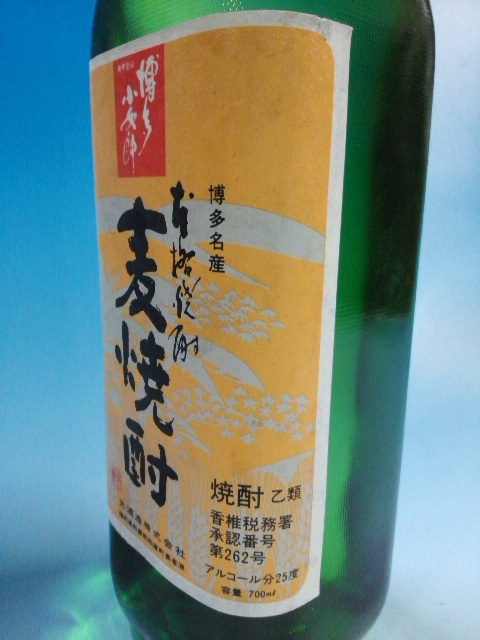 博多
小女郎
博多名産
本格焼酎
麦焼酎
焼酎 乙類
香椎税務署
承認番号
第262号
アルコール分25度
容量 700㎖